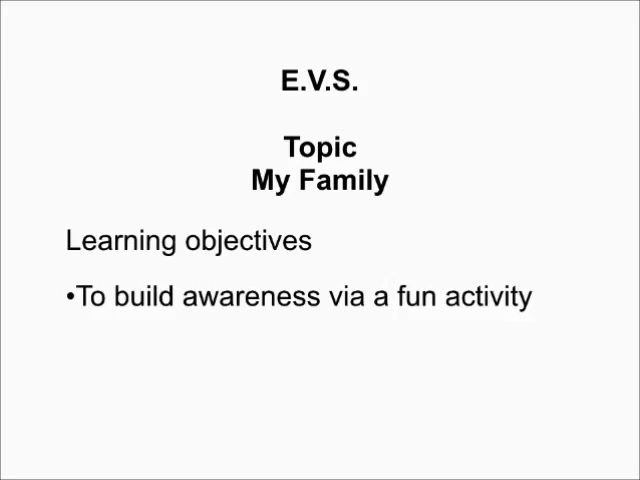 E.V.S.
Topic
My Family
Learning objectives
•To build awareness via a fun activity